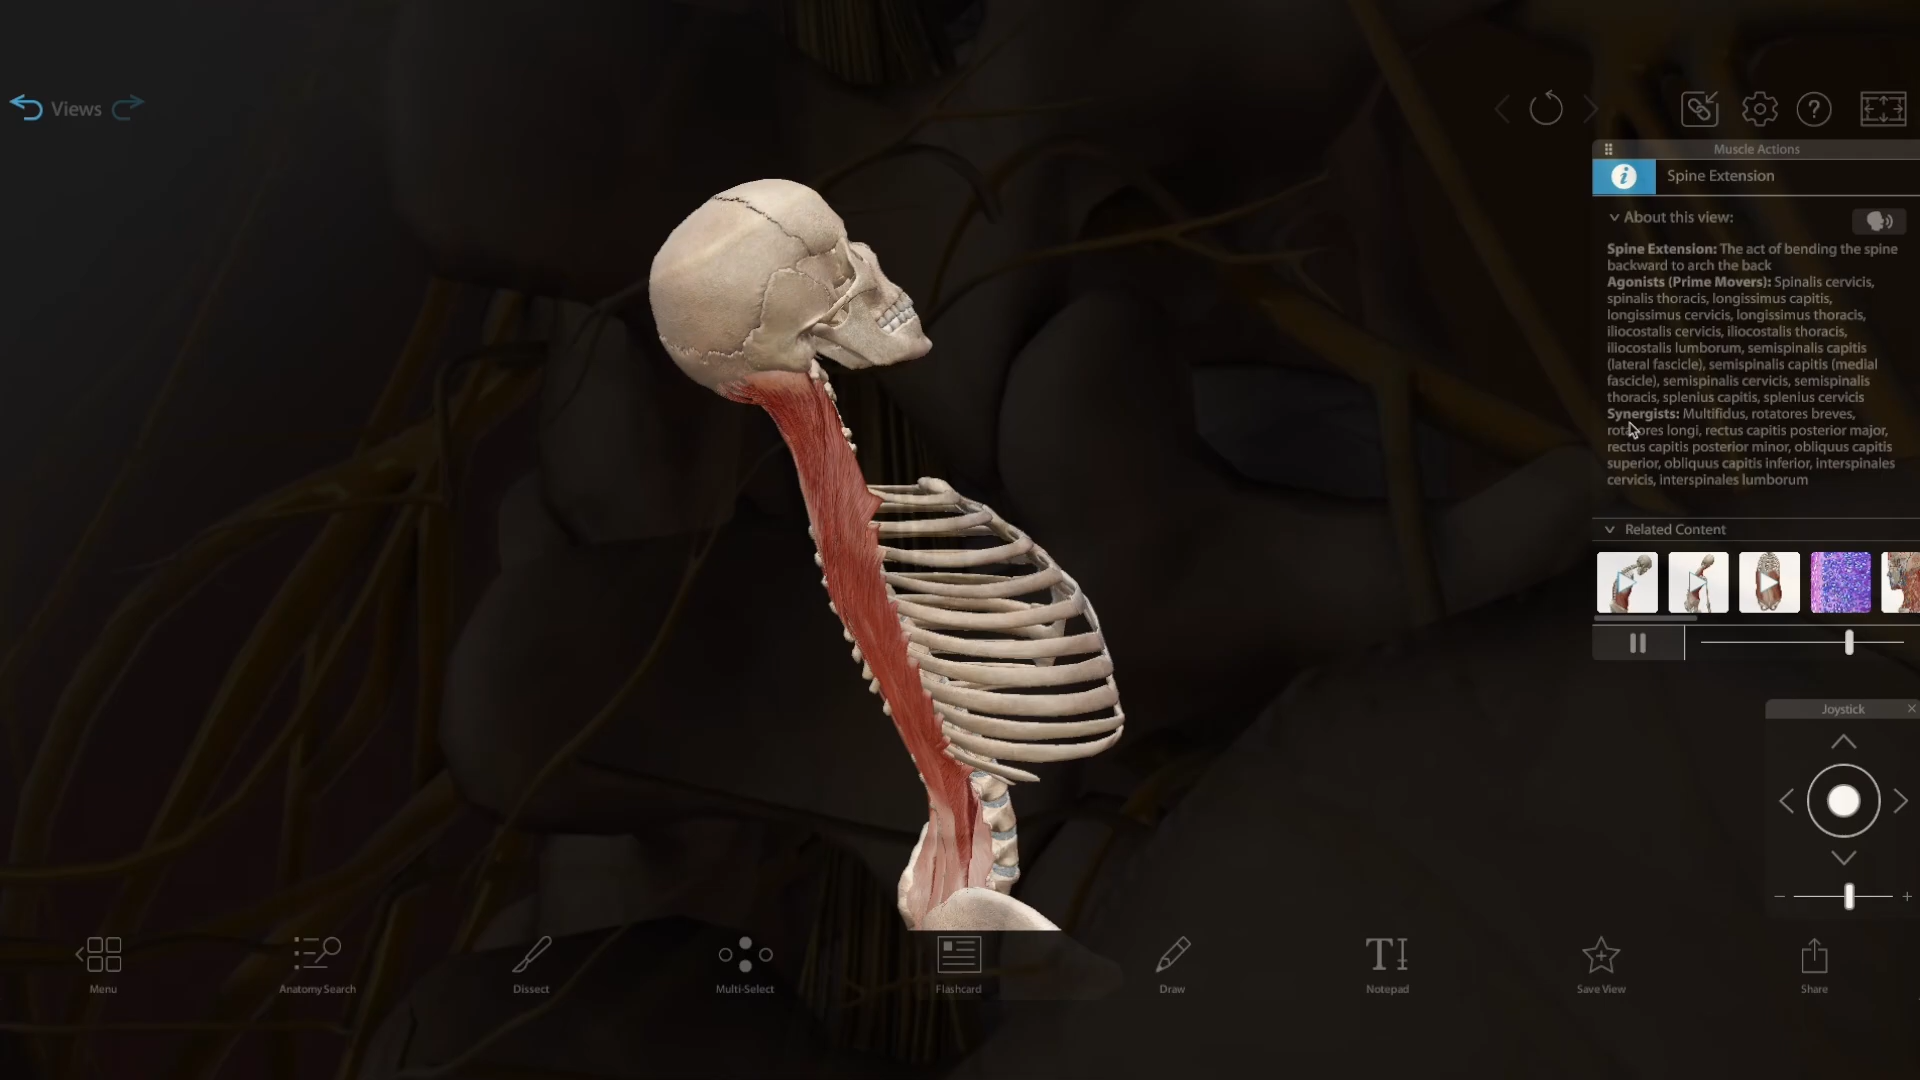 Views
Muscle Actions
Spine Extension
About this view:
Spine Extension: The act of bending the spine
backward to arch the back
Agonists (Prime Movers): Spinalis cervicis,
spinalis thoracis, longissimus capitis,
longissimus cervicis, longissimus thoracis,
iliocostalis cervicis, iliocostalis thoracis,
iliocostalis lumborum, semispinalis capitis
(lateral fascicle), semispinalis capitis (medial
fascicle), semispinalis cervicis, semispinalis
thoracis, splenius capitis, splenius cervicis
Synergists: Multifidus, rotatores breves,
rotatores longi, rectus capitis posterior major,
rectus capitis posterior minor, obliquus capitis
superior, obliquus capitis inferior, interspinales
cervicis, interspinales lumborum
Related Content
Joystick
Menu
Anatomy Search
Dissect
Multi-Select
Flashcard
Draw
Notepad
Save View
Share